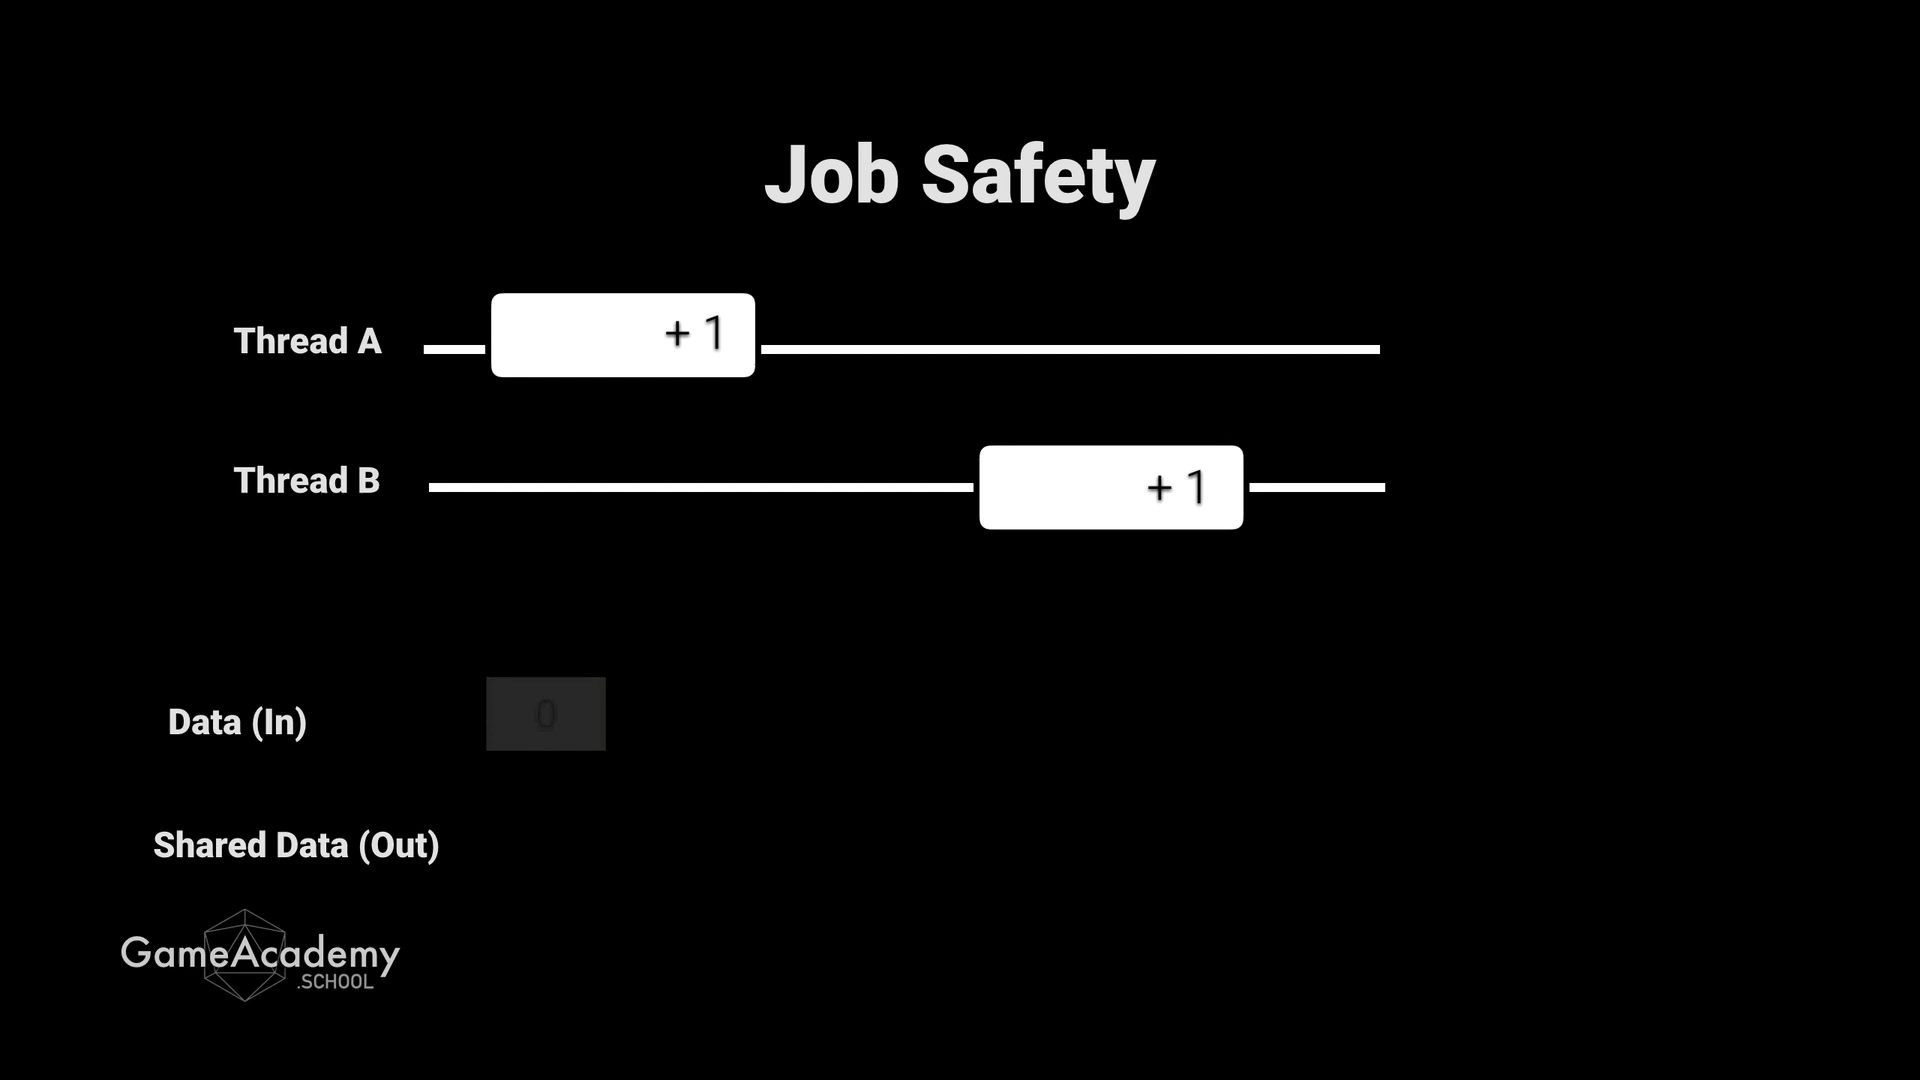 Job Safety
Thread A
+ 1
Thread B
+ 1
Data (In)
0
Shared Data (Out)
GameAcademy
.SCHOOL